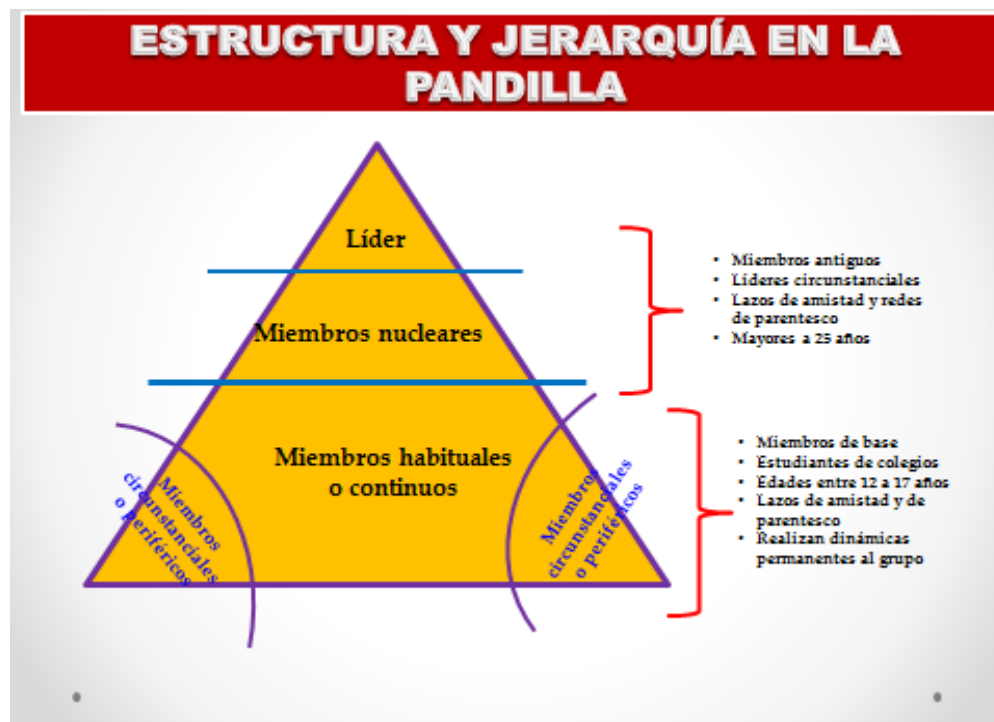 ESTRUCTURA Y JERARQUÍA EN LA
PANDILLA
Líder
Miembros nucleares
Miembros habituales
o continuos
Miembros
circunstanciales
o periféricos
Miembros
circunstanciales
o periféricos
• Miembros antiguos
• Líderes circunstanciales
• Lazos de amistad y redes
de parentesco
• Mayores a 25 años
• Miembros de base
• Estudiantes de colegios
• Edades entre 12 a 17 años
• Lazos de amistad y de
parentesco
• Realizan dinámicas
permanentes al grupo